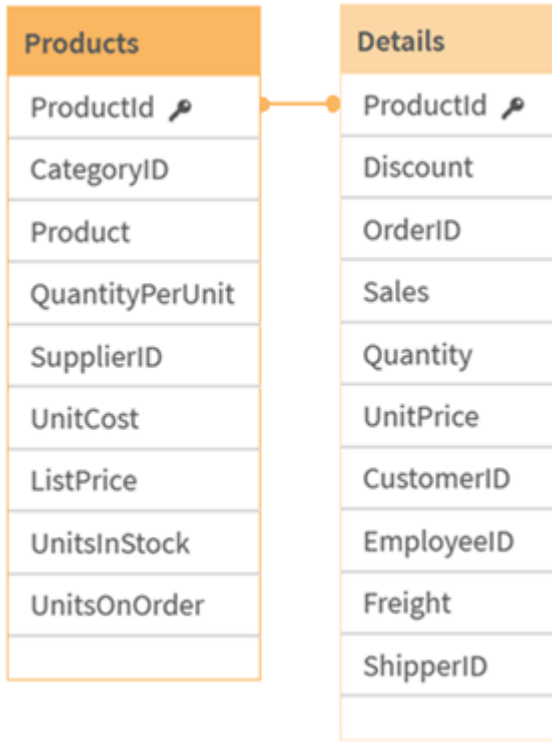 Products
ProductId
CategoryID
Product
QuantityPerUnit
SupplierID
UnitCost
ListPrice
UnitsInStock
UnitsOnOrder
Details
ProductId
Discount
OrderID
Sales
Quantity
UnitPrice
CustomerID
EmployeeID
Freight
ShipperID